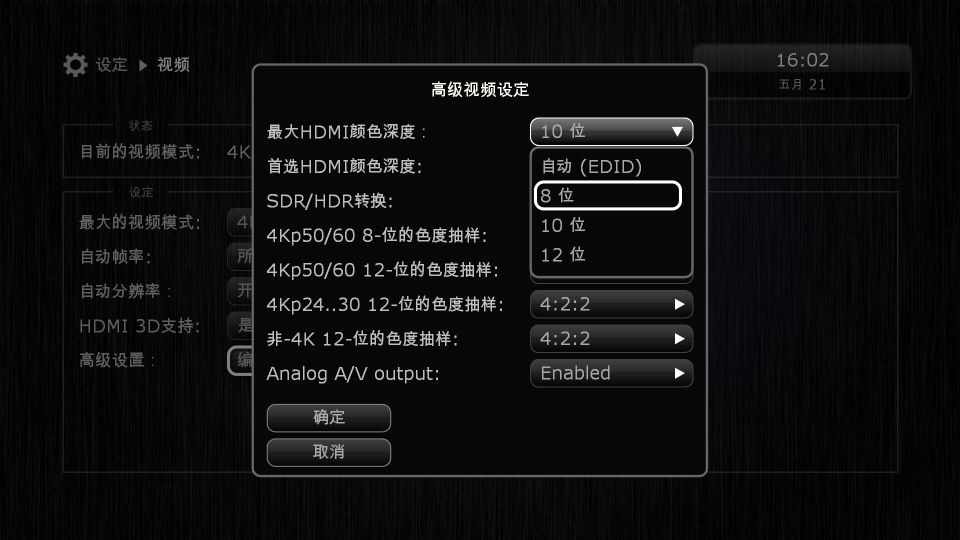 设定 ▶ 视频
16:02
五月 21
状态
目前的视频模式: 4K
设定
最大的视频模式: 4
自动帧率: 所
自动分辨率: 开
HDMI 3D支持: 是
高级设置: 编
高级视频设定
最大HDMI颜色深度: 10 位
首选HDMI颜色深度:
自动 (EDID)
8 位
10 位
12 位
SDR/HDR转换:
4Kp50/60 8-位的色度抽样:
4Kp50/60 12-位的色度抽样:
4Kp24..30 12-位的色度抽样: 4:2:2
非-4K 12-位的色度抽样: 4:2:2
Analog A/V output: Enabled
确定
取消